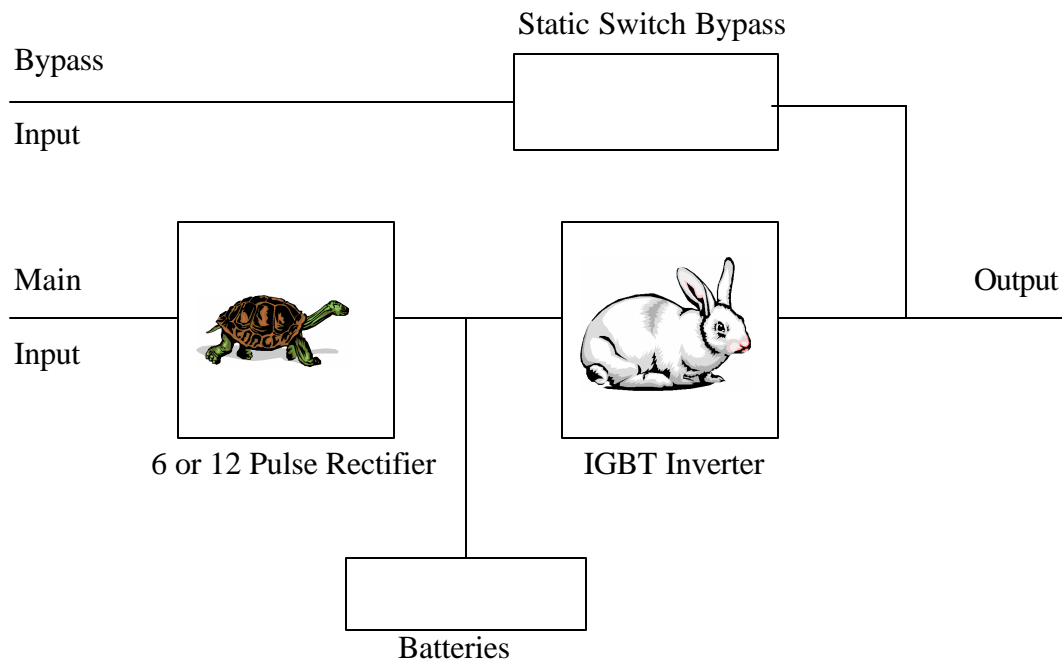 Static Switch Bypass
Bypass
Input
Main
Input
Output
6 or 12 Pulse Rectifier
IGBT Inverter
Batteries